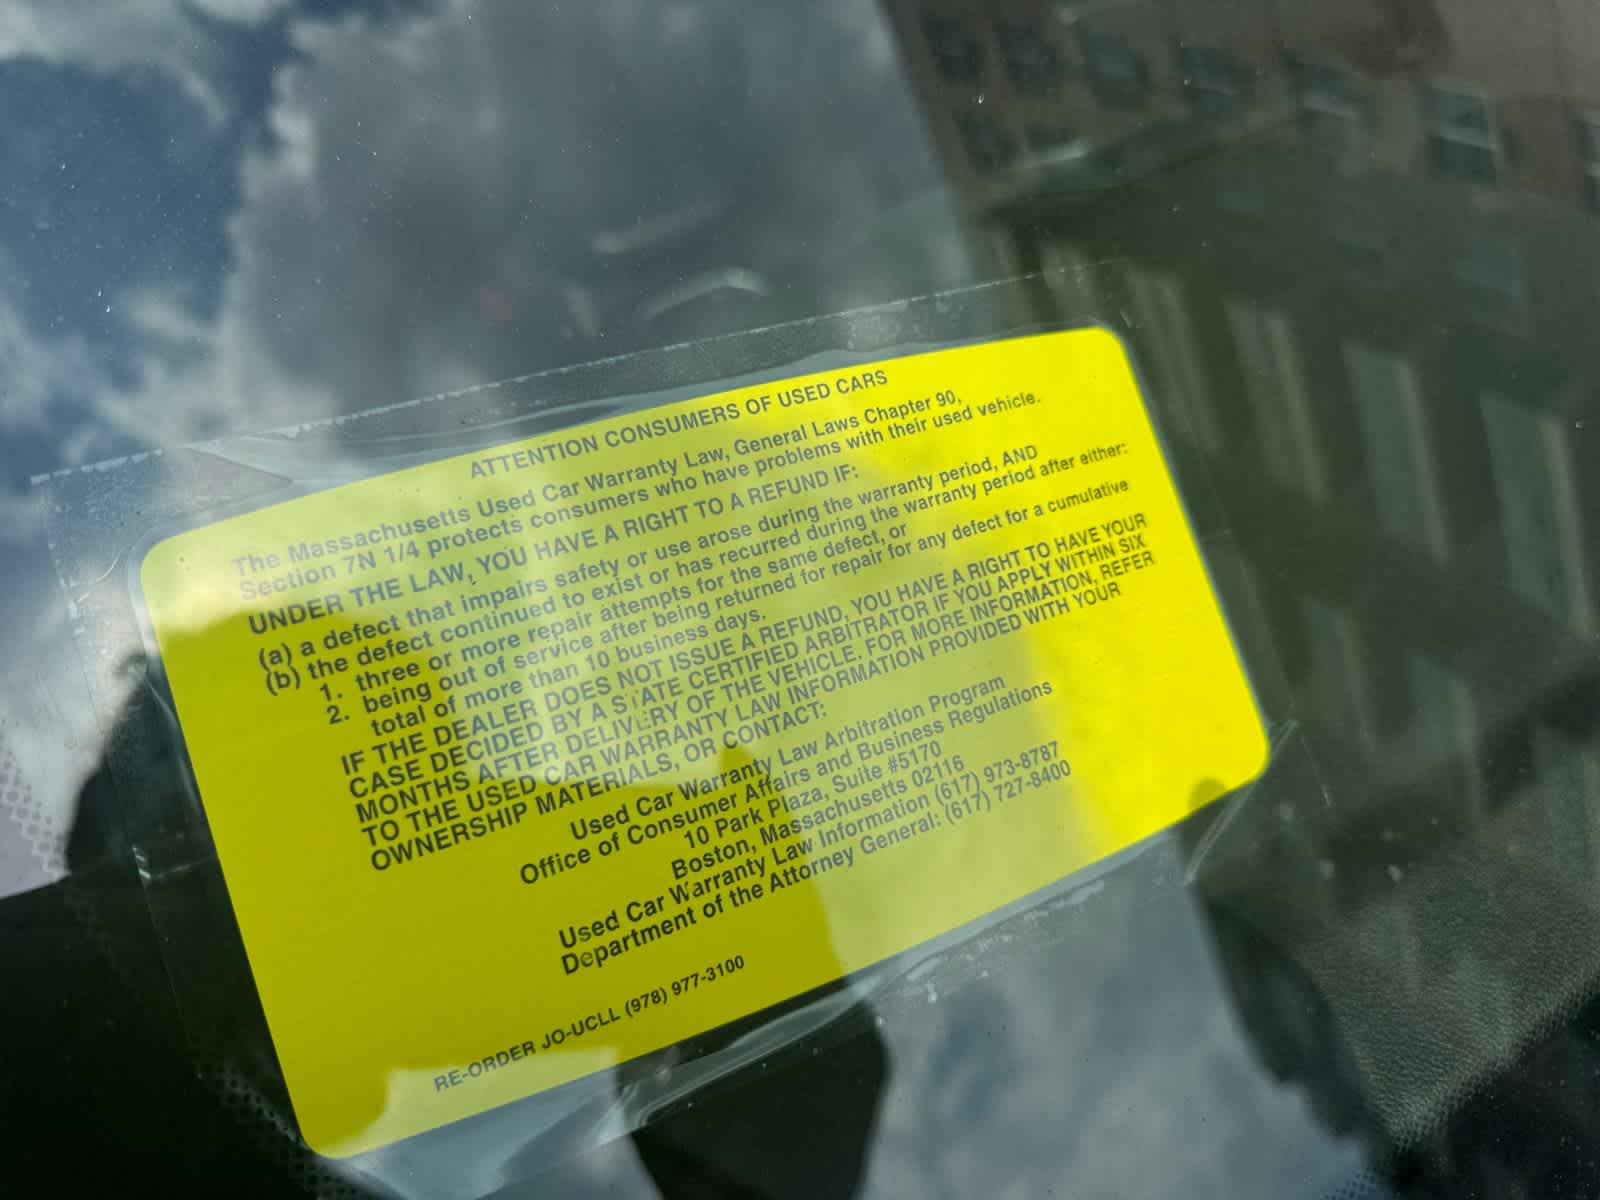 ATTENTION CONSUMERS OF USED CARS
The Massachusetts Used Car Warranty Law, General Laws Chapter 90,
Section 7N 1/4 protects consumers who have problems with their used vehicle.
UNDER THE LAW, YOU HAVE A RIGHT TO A REFUND IF:
(a) a defect that impairs safety or use arose during the warranty period, AND
(b) the defect continued to exist or has recurred during the warranty period after either:
1. three or more repair attempts for the same defect, or
2. being out of service after being returned for repair for any defect for a cumulative
total of more than 10 business days.
IF THE DEALER DOES NOT ISSUE A REFUND, YOU HAVE A RIGHT TO HAVE YOUR
CASE DECIDED BY A STATE CERTIFIED ARBITRATOR IF YOU APPLY WITHIN SIX
MONTHS AFTER DELIVERY OF THE VEHICLE. FOR MORE INFORMATION, REFER
TO THE USED CAR WARRANTY LAW INFORMATION PROVIDED WITH YOUR
OWNERSHIP MATERIALS, OR CONTACT:
Used Car Warranty Law Arbitration Program
Office of Consumer Affairs and Business Regulations
10 Park Plaza, Suite #5170
Boston, Massachusetts 02116
Used Car Warranty Law Information (617) 973-8787
Department of the Attorney General: (617) 727-8400
RE-ORDER JO-UCLL (978) 977-3100